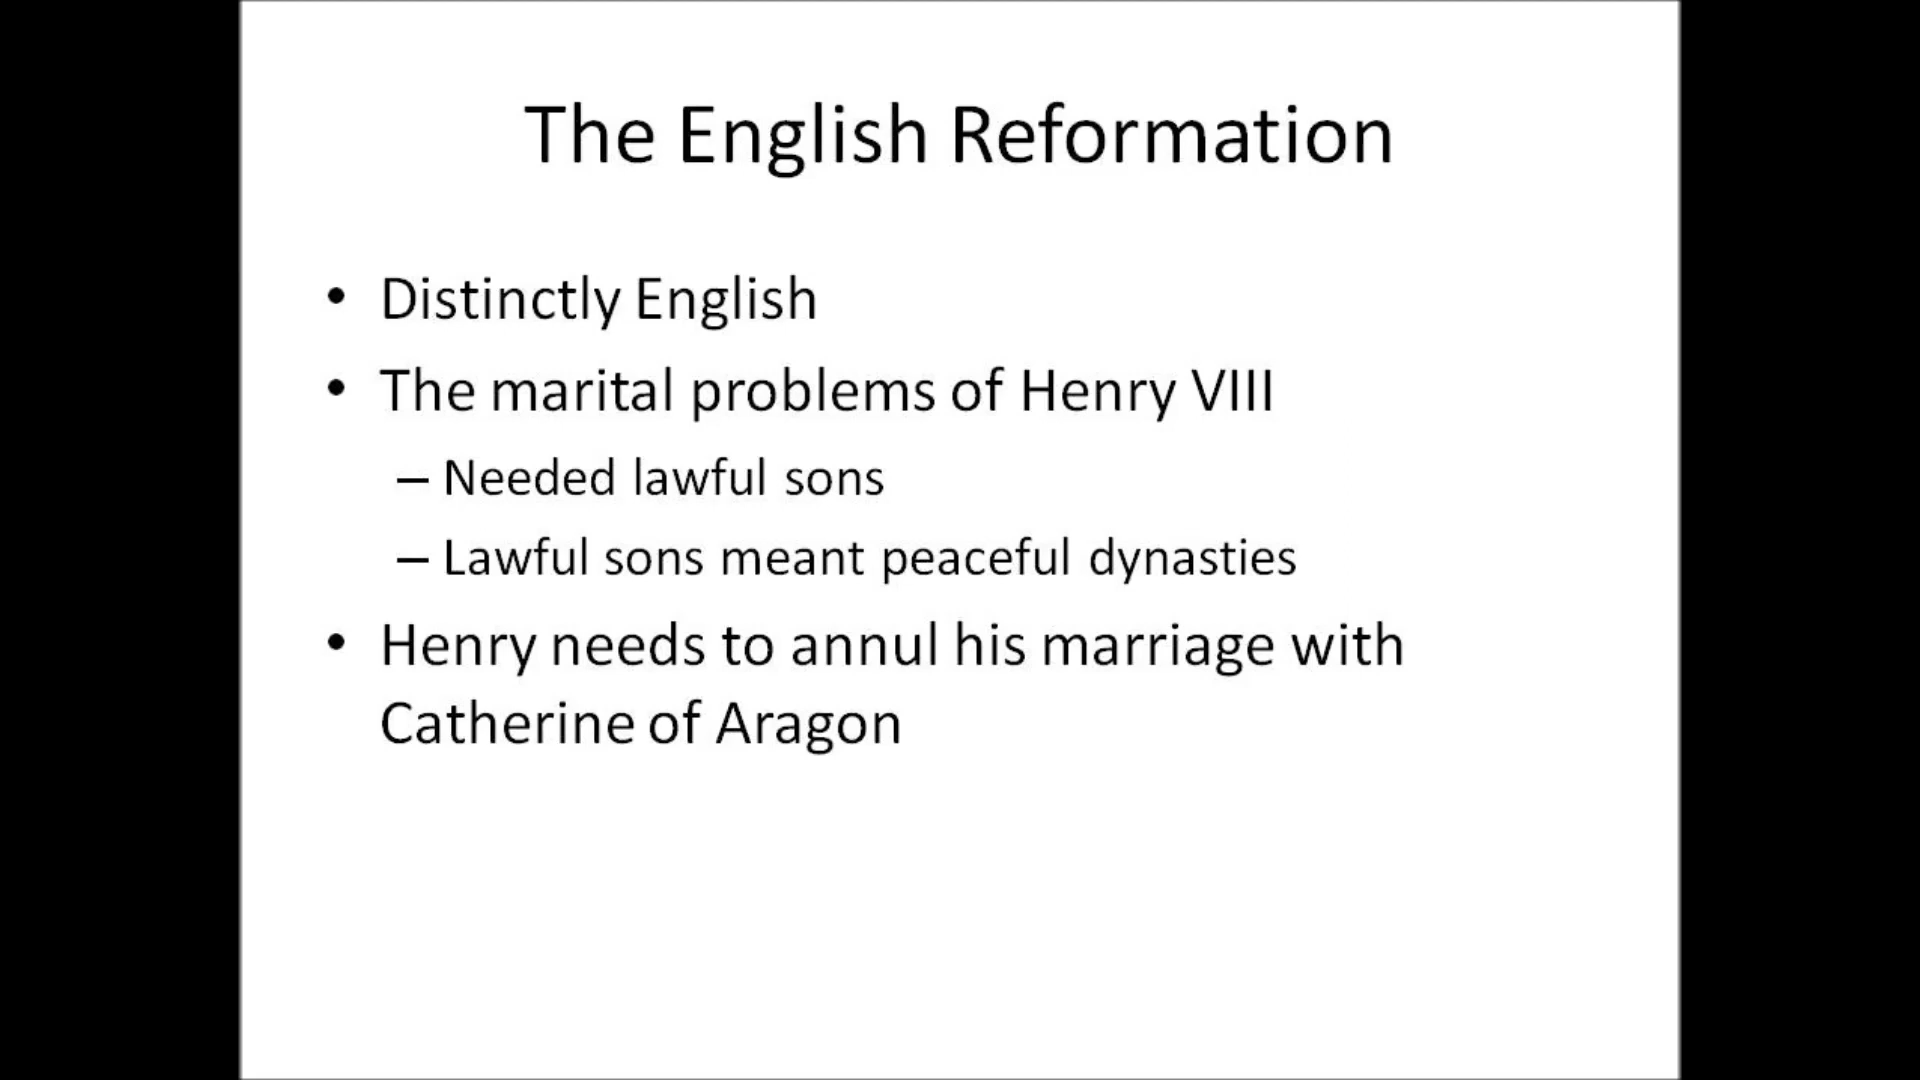 The English Reformation
• Distinctly English
• The marital problems of Henry VIII
– Needed lawful sons
– Lawful sons meant peaceful dynasties
• Henry needs to annul his marriage with
Catherine of Aragon